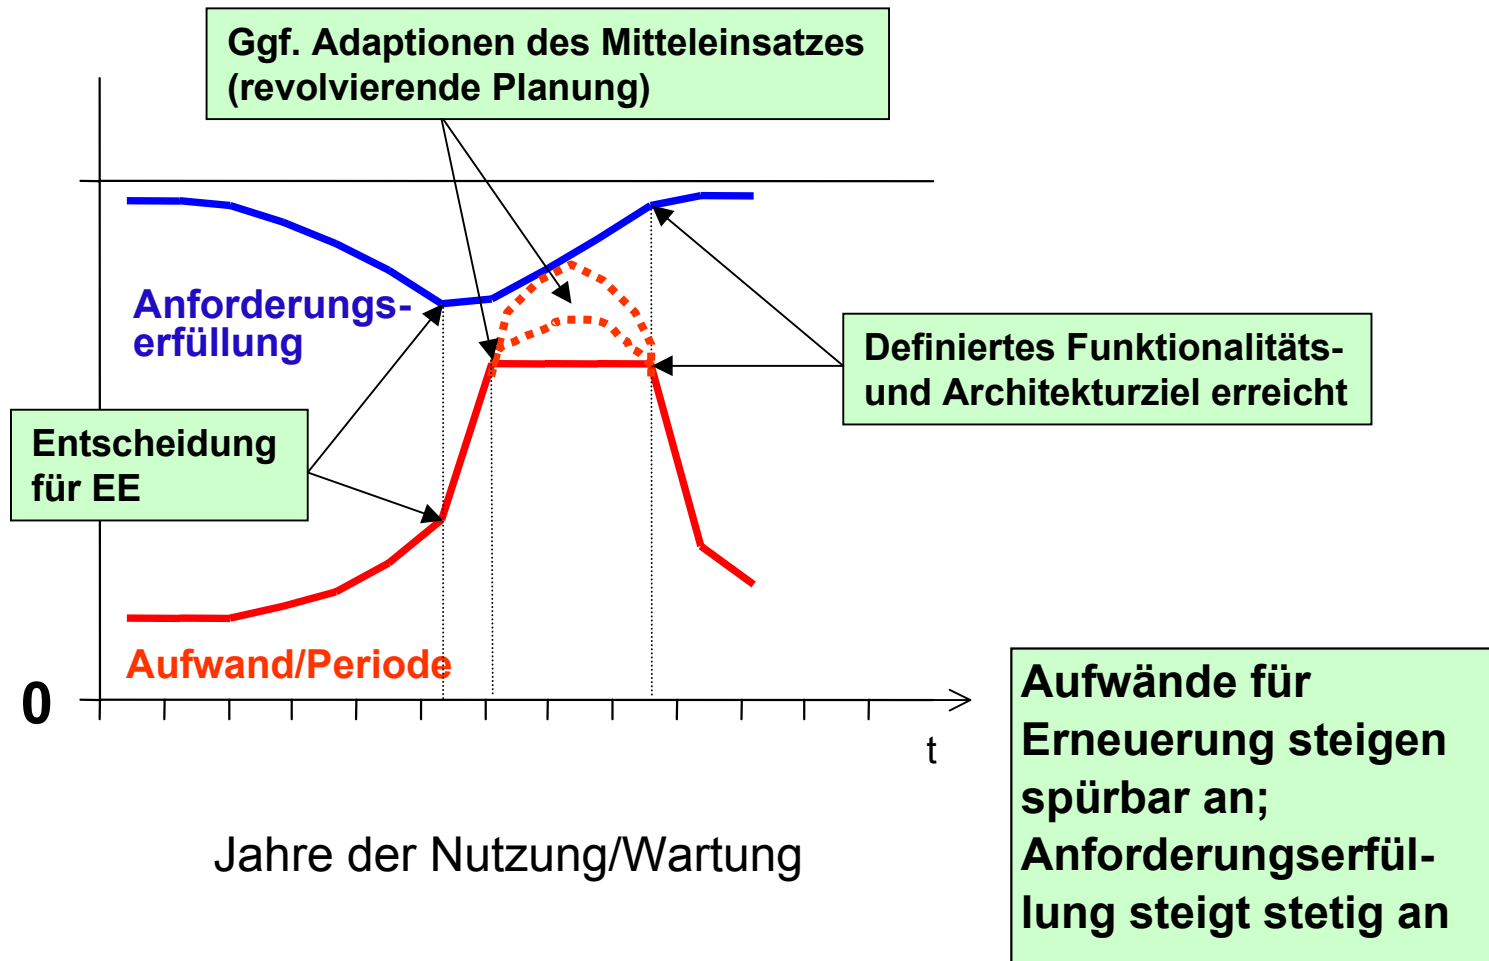 Ggf. Adaptionen des Mitteleinsatzes
(revolvierende Planung)
Anforderungs-
erfüllung
Definiertes Funktionalitäts-
und Architekturziel erreicht
Entscheidung
für EE
Aufwand/Periode
0
t
Jahre der Nutzung/Wartung
Aufwände für
Erneuerung steigen
spürbar an;
Anforderungserfül-
lung steigt stetig an